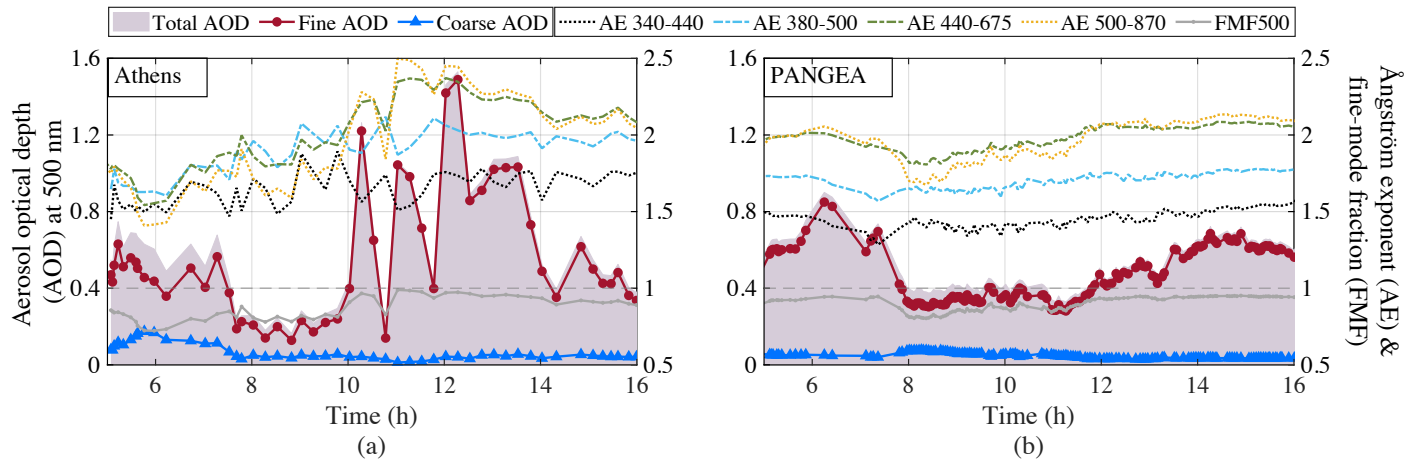 Total AOD Fine AOD Coarse AOD AE 340-440 AE 380-500 AE 440-675 AE 500-870 FMF500
Athens
1.6
1.2
0.8
0.4
0
2.5
2
1.5
1
0.5
6 8 10 12 14 16
Time (h)
(a)
Aerosol optical depth
(AOD) at 500 nm
PANGEA
1.6
1.2
0.8
0.4
0
2.5
2
1.5
1
0.5
6 8 10 12 14 16
Time (h)
(b)
Ångström exponent (AE) &
fine-mode fraction (FMF)